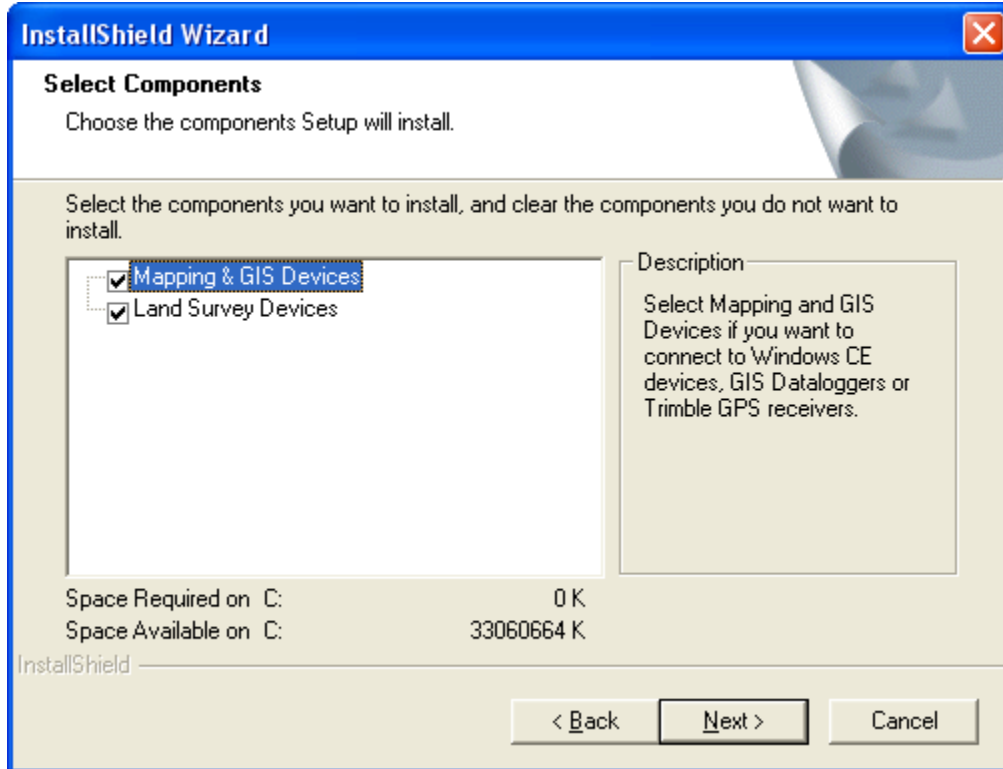 InstallShield Wizard
Select Components
Choose the components Setup will install.
Select the components you want to install, and clear the components you do not want to
install.
Mapping & GIS Devices
Land Survey Devices
Description
Select Mapping and GIS
Devices if you want to
connect to Windows CE
devices, GIS Dataloggers or
Trimble GPS receivers.
Space Required on C: 0 K
Space Available on C: 33060664 K
InstallShield
< Back Next > Cancel